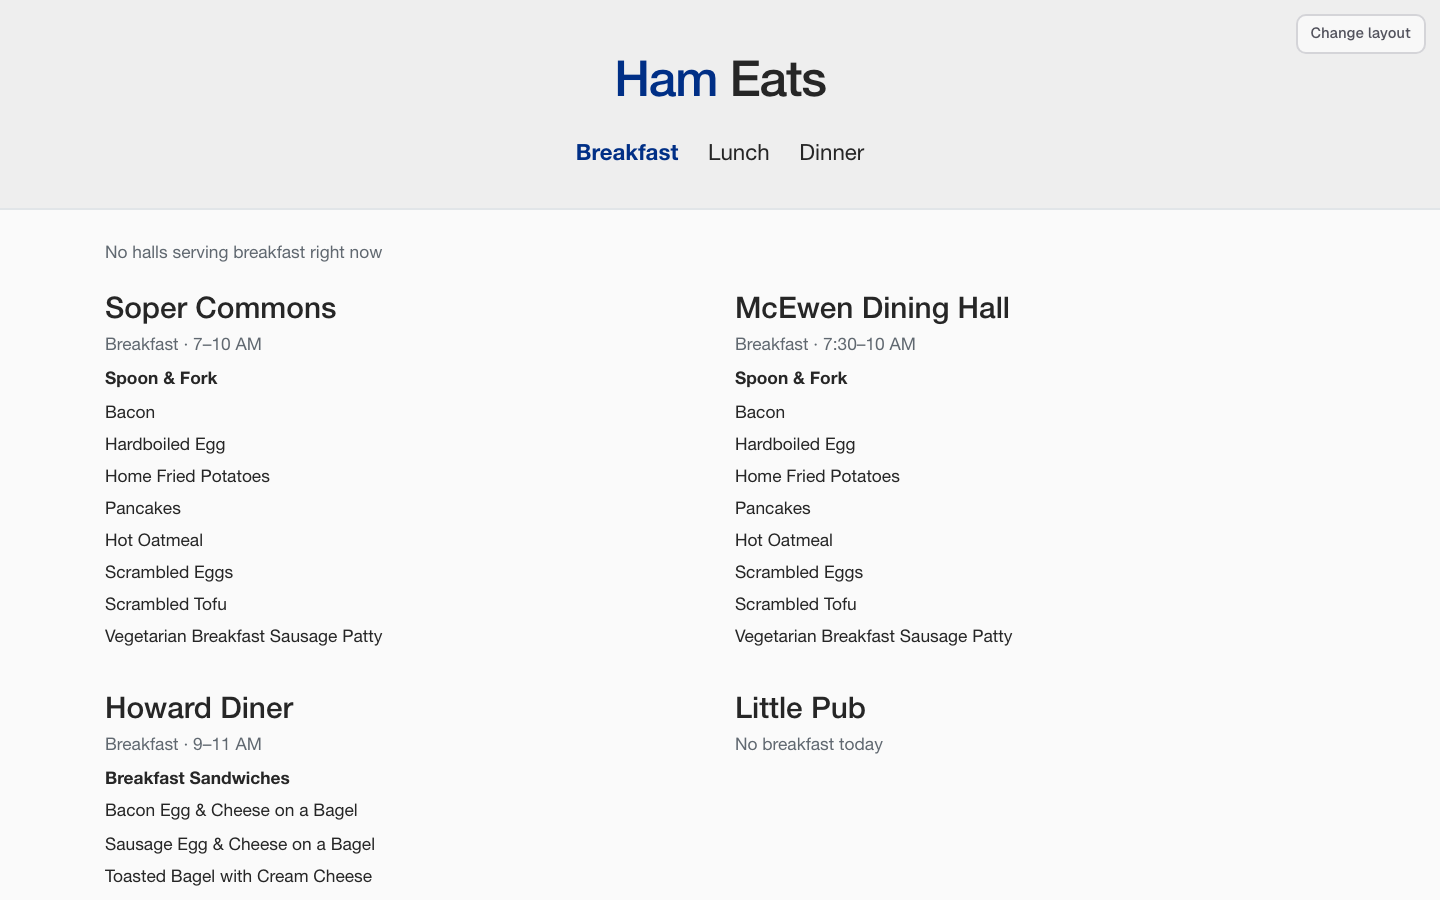 Change layout
Ham Eats
Breakfast Lunch Dinner
No halls serving breakfast right now
Soper Commons
Breakfast · 7–10 AM
Spoon & Fork
Bacon
Hardboiled Egg
Home Fried Potatoes
Pancakes
Hot Oatmeal
Scrambled Eggs
Scrambled Tofu
Vegetarian Breakfast Sausage Patty
McEwen Dining Hall
Breakfast · 7:30–10 AM
Spoon & Fork
Bacon
Hardboiled Egg
Home Fried Potatoes
Pancakes
Hot Oatmeal
Scrambled Eggs
Scrambled Tofu
Vegetarian Breakfast Sausage Patty
Howard Diner
Breakfast · 9–11 AM
Breakfast Sandwiches
Bacon Egg & Cheese on a Bagel
Sausage Egg & Cheese on a Bagel
Toasted Bagel with Cream Cheese
Little Pub
No breakfast today